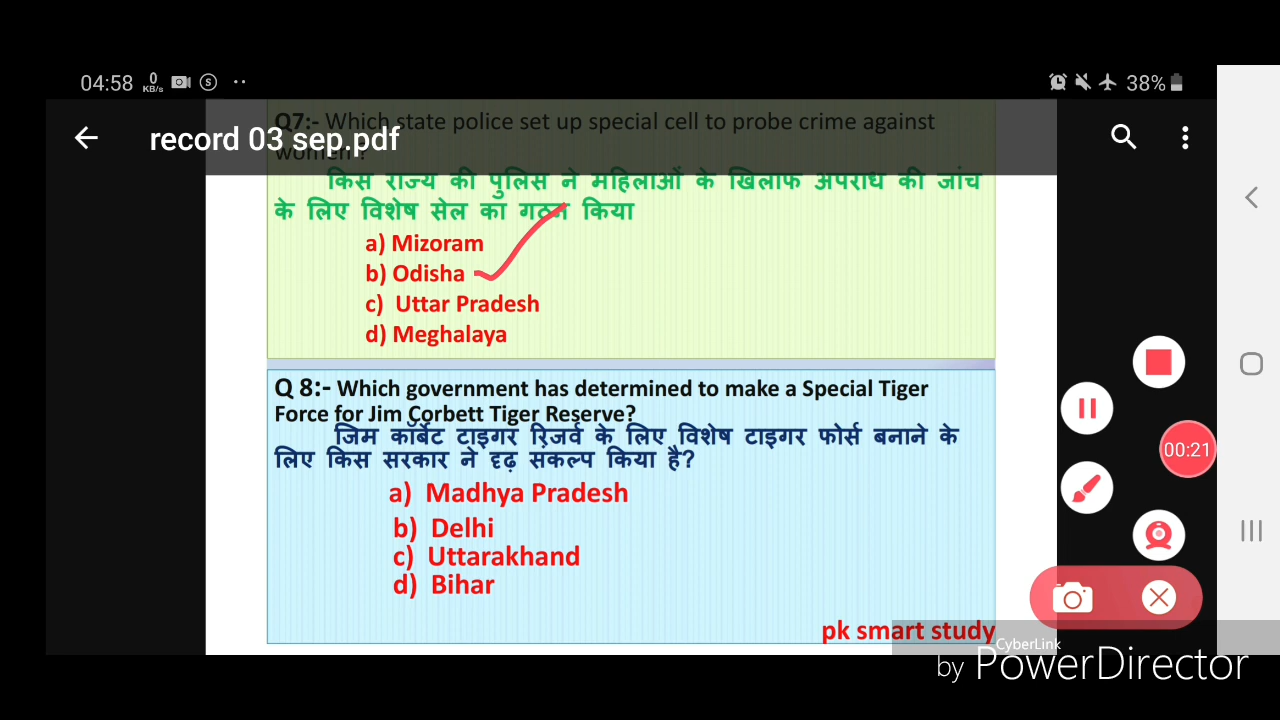 04:58 0 KB/s S 38%
record 03 sep.pdf
Q7:- Which state police set up special cell to probe crime against
women ?
किस राज्य की पुलिस ने महिलाओं के खिलाफ अपराध की जांच
के लिए विशेष सेल का गठन किया
a) Mizoram
b) Odisha
c) Uttar Pradesh
d) Meghalaya
Q 8:- Which government has determined to make a Special Tiger
Force for Jim Corbett Tiger Reserve?
जिम कॉर्बेट टाइगर रिज़र्व के लिए विशेष टाइगर फोर्स बनाने के
लिए किस सरकार ने दृढ़ संकल्प किया है?
a) Madhya Pradesh
b) Delhi
c) Uttarakhand
d) Bihar
00:21
pk smart study
CyberLink
by PowerDirector